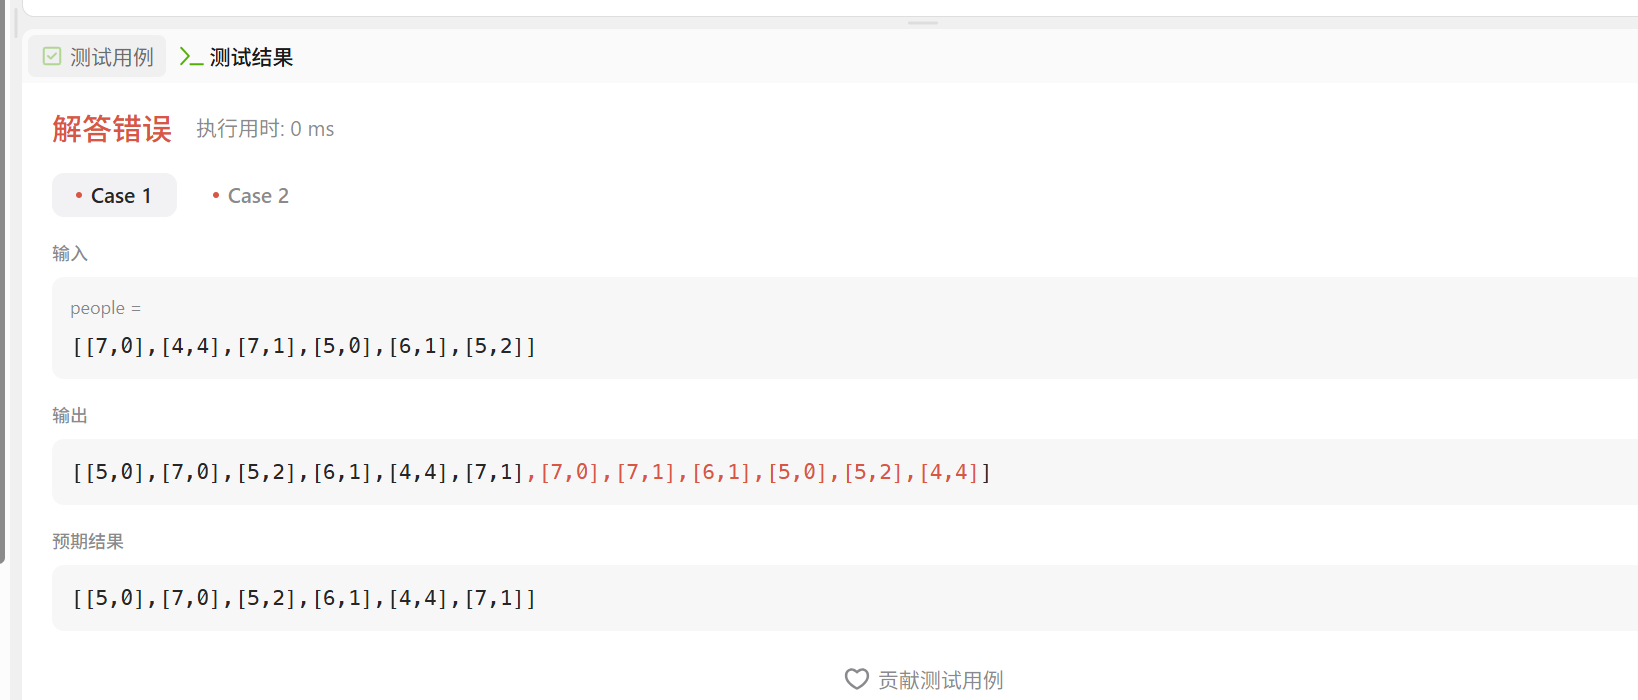 测试用例 >_ 测试结果
解答错误 执行用时: 0 ms
• Case 1 • Case 2
输入
people =
[[7,0],[4,4],[7,1],[5,0],[6,1],[5,2]]
输出
[[5,0],[7,0],[5,2],[6,1],[4,4],[7,1],[7,0],[7,1],[6,1],[5,0],[5,2],[4,4]]
预期结果
[[5,0],[7,0],[5,2],[6,1],[4,4],[7,1]]
贡献测试用例